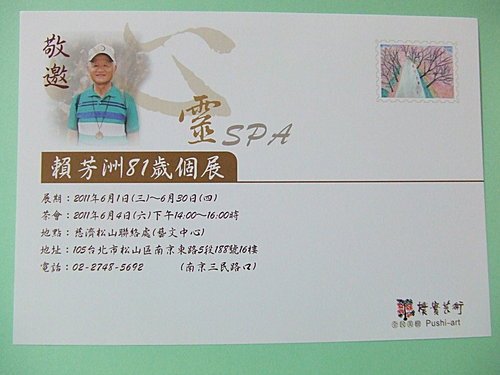 敬邀
心靈SPA
賴芳洲81歲個展
展期：2011年6月1日(三)～6月30日(四)
茶會：2011年6月4日(六)下午14:00～16:00時
地點：慈濟松山聯絡處(藝文中心)
地址：105台北市松山區南京東路5段188號16樓
電話：02-2748-5692 (南京三民路口)
樸實藝術
Pushi-art